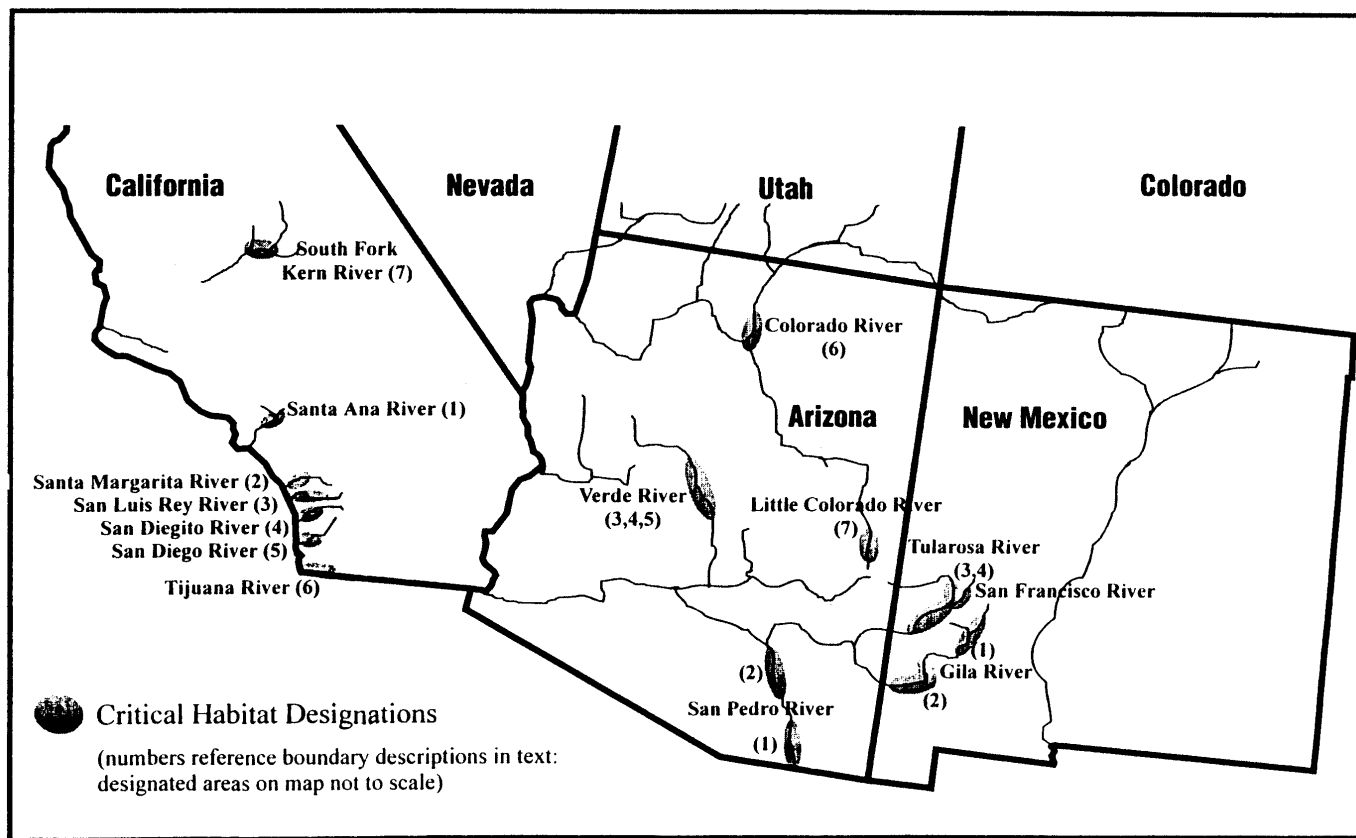 California
Nevada
Utah
Colorado
South Fork
Kern River (7)
Colorado River
(6)
Santa Ana River (1)
Arizona
New Mexico
Santa Margarita River (2)
San Luis Rey River (3)
San Diegito River (4)
San Diego River (5)
Tijuana River (6)
Verde River
(3,4,5)
Little Colorado River
(7)
Tularosa River
(3,4)
San Francisco River
(1)
Gila River
(2)
(2)
San Pedro River
(1)
Critical Habitat Designations
(numbers reference boundary descriptions in text:
designated areas on map not to scale)